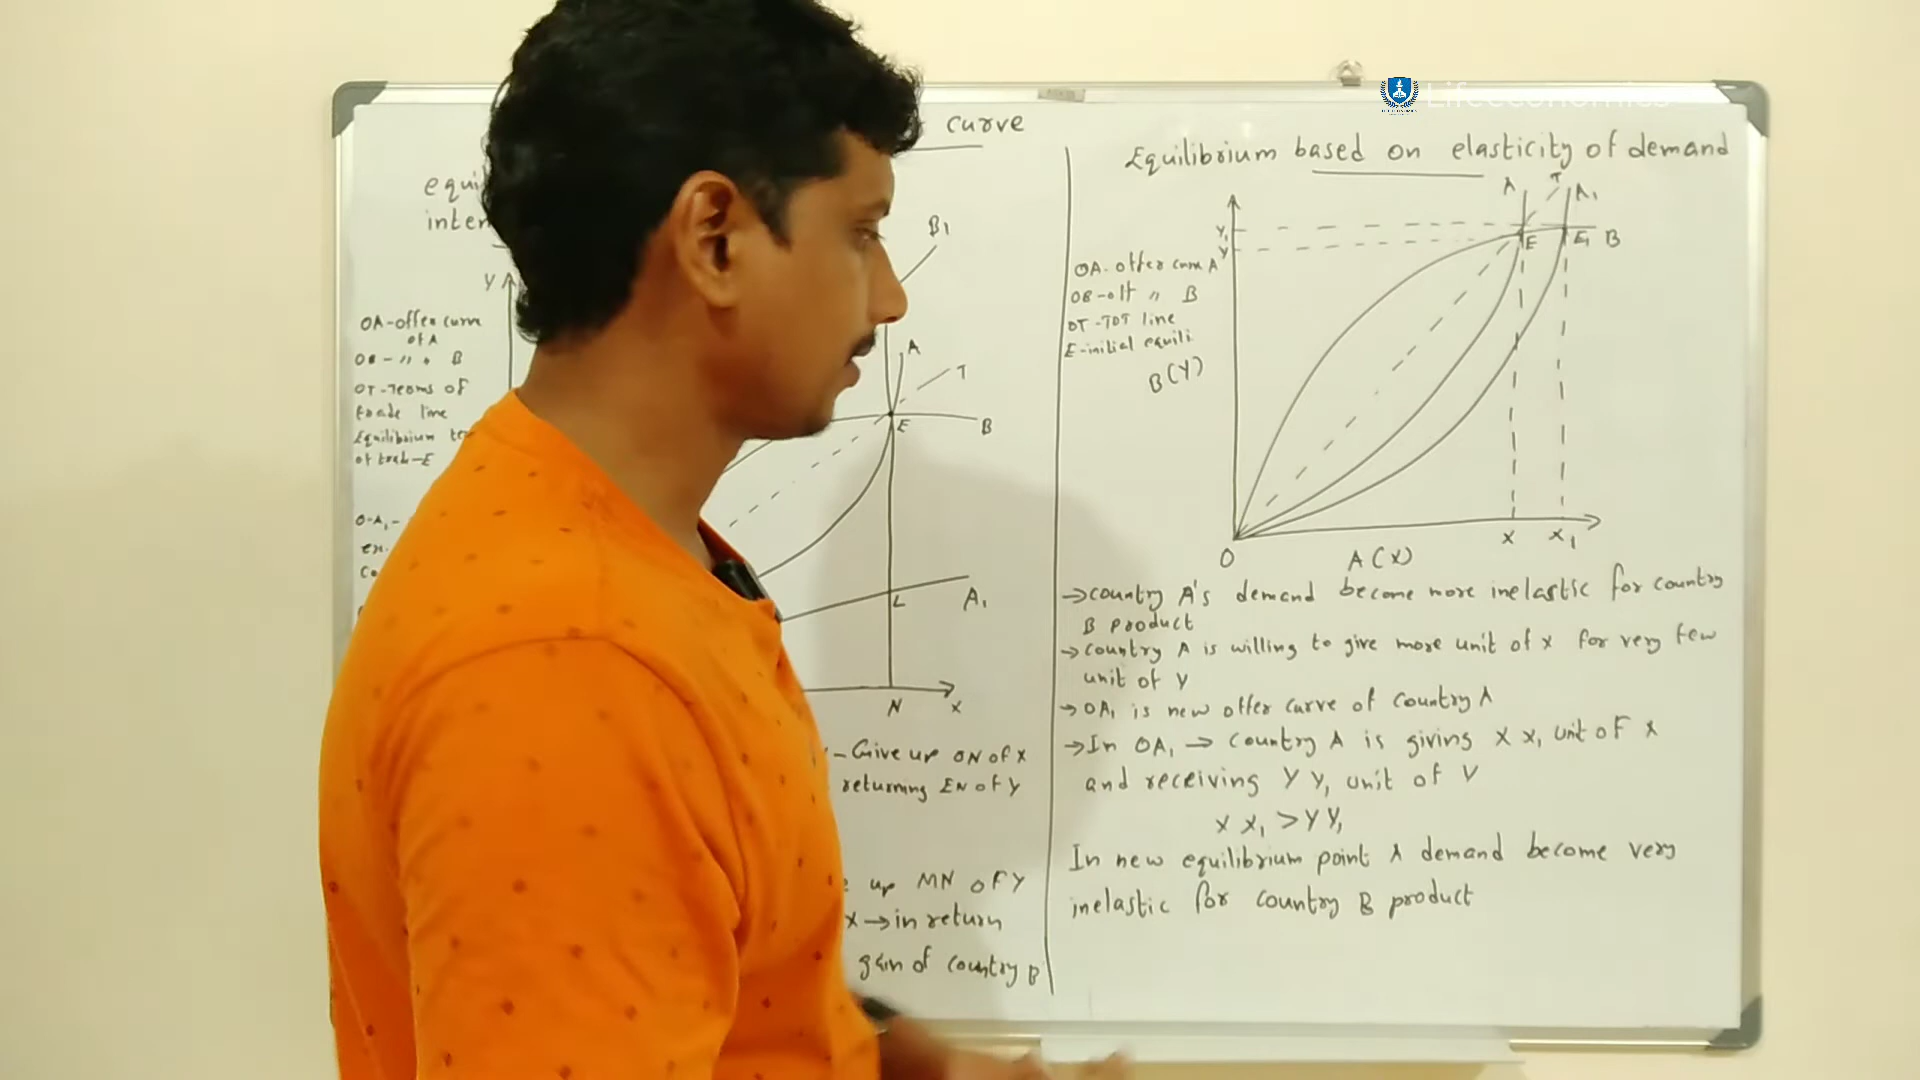 curve
equi
inter
B1
Y
OA-offer curve
of A
OB - " " B
OT-Terms of
trade line
Equilibrium te
of trade-E
O-A1-
ex.
Co
A
T
E
B
L
A1
N
x
- Give up ON of x
returning EN of y
up MN of Y
x → in return
gain of country B
Lifeeconomics
Equilibrium based on elasticity of demand
A
T
A1
Y1
Y
E
E1
B
OA-offer curve A
OB-off " B
OT-TOT line
E-initial equili
B(Y)
O
A(X)
x
x1
→ country A's demand become more inelastic for country
B product
→ country A is willing to give more unit of x for very few
unit of y
→ OA1 is new offer curve of country A
→ In OA1 → country A is giving X X1 unit of X
and receiving Y Y1 unit of Y
X X1 > Y Y1
In new equilibrium point A demand become very
inelastic for country B product